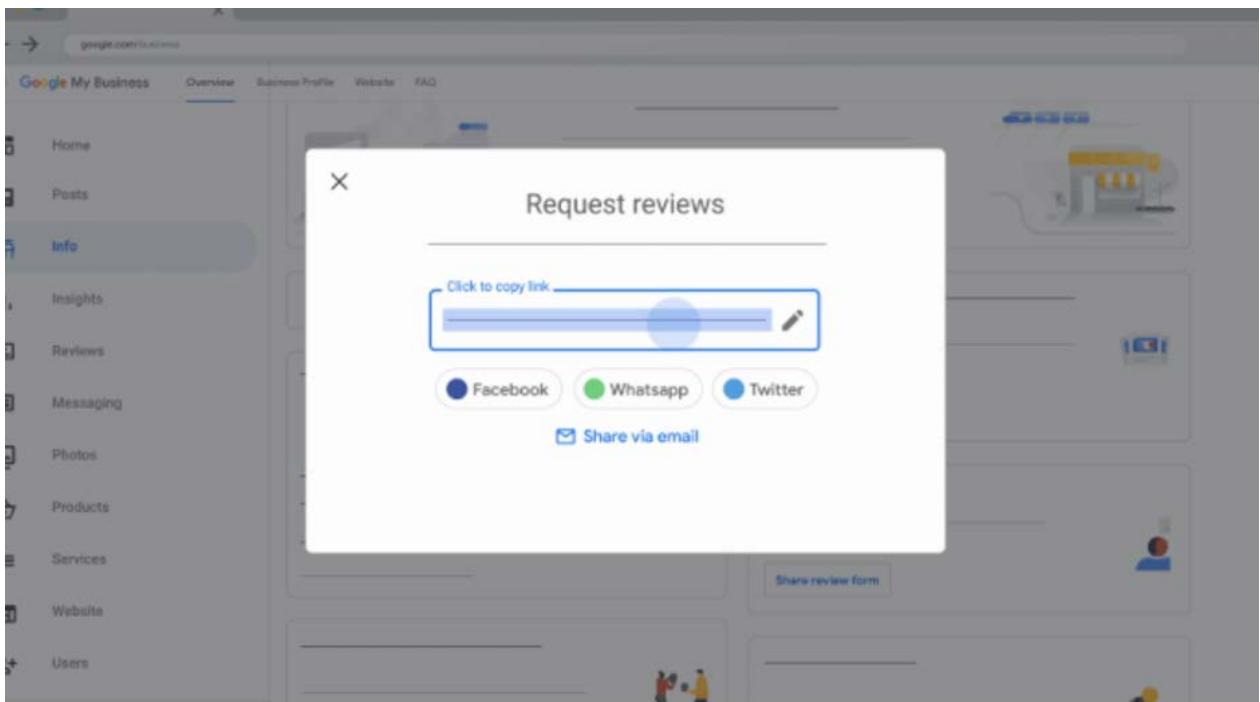 google.com/business
Google My Business
Overview
Business Profile
Website
FAQ
Home
Posts
Info
Insights
Reviews
Messaging
Photos
Products
Services
Website
Users
Request reviews
Click to copy link
Facebook
Whatsapp
Twitter
Share via email
Share review form